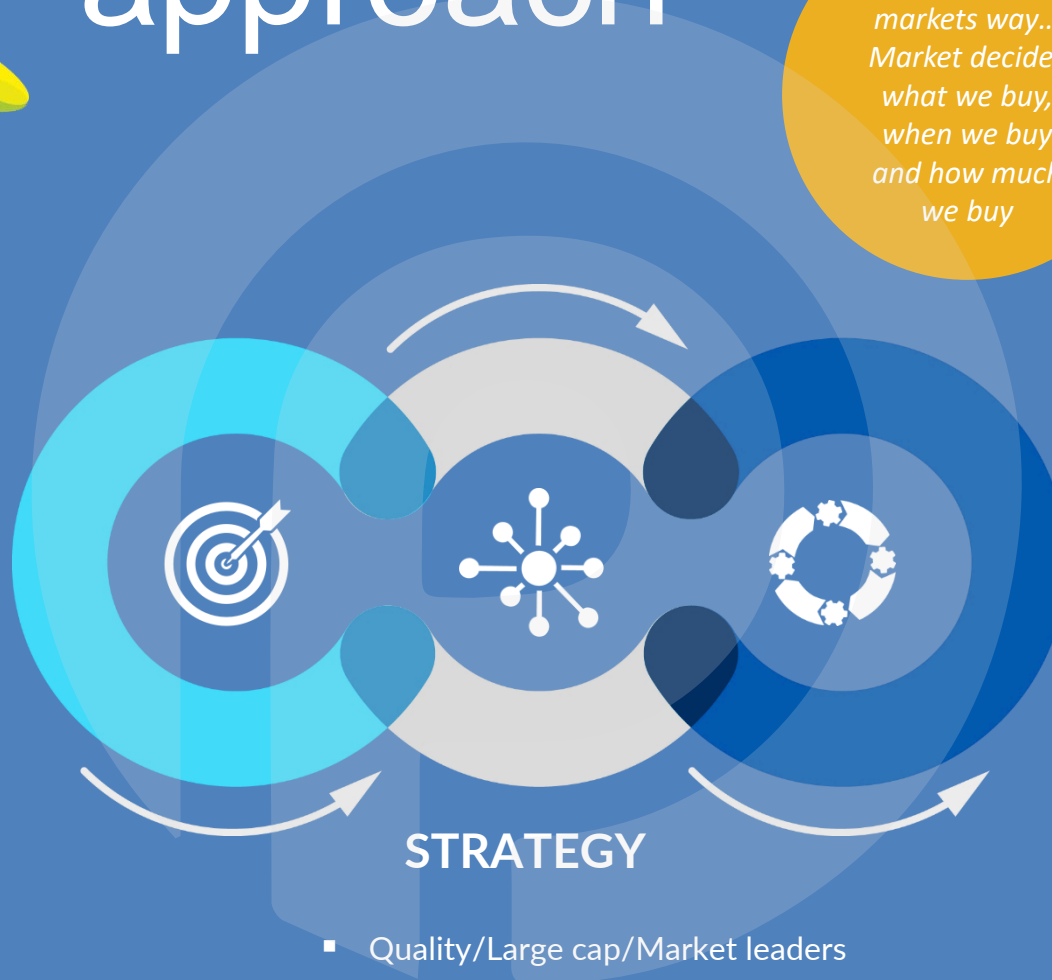 approach
markets way..
Market decide
what we buy,
when we buy
and how much
we buy
STRATEGY
▪ Quality/Large cap/Market leaders